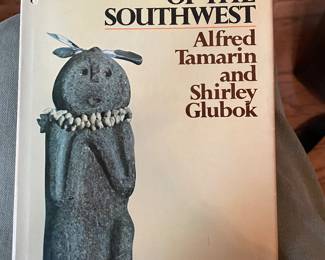 OF THE
SOUTHWEST
Alfred
Tamarin
and
Shirley
Glubok